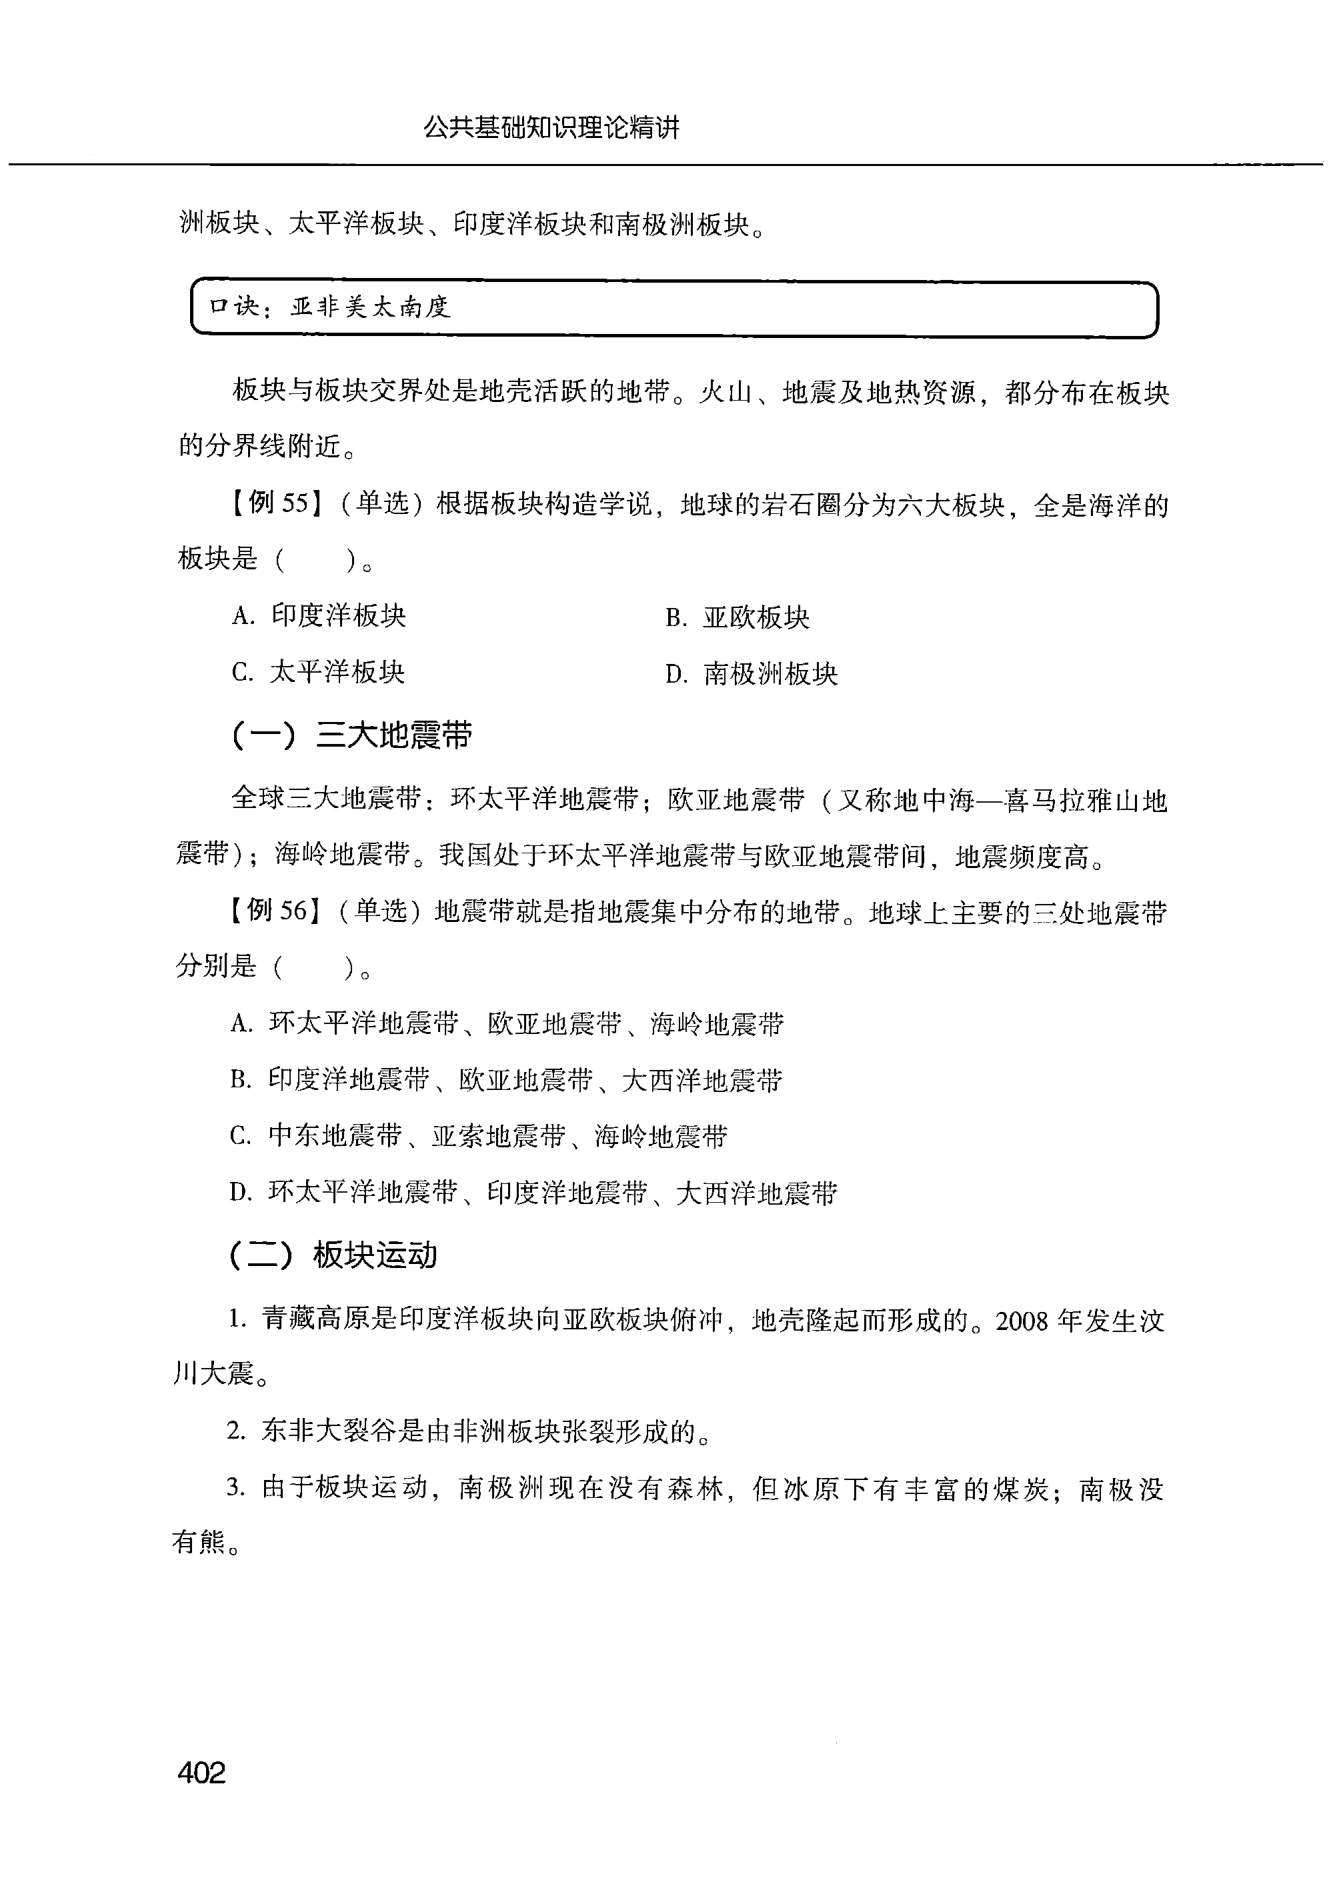 公共基础知识理论精讲
洲板块、太平洋板块、印度洋板块和南极洲板块。
口诀：亚非美太南度
板块与板块交界处是地壳活跃的地带。火山、地震及地热资源，都分布在板块
的分界线附近。
【例 55】（单选）根据板块构造学说，地球的岩石圈分为六大板块，全是海洋的
板块是（　　）。
A. 印度洋板块　　B. 亚欧板块
C. 太平洋板块　　D. 南极洲板块
（一）三大地震带
全球三大地震带：环太平洋地震带；欧亚地震带（又称地中海—喜马拉雅山地
震带）；海岭地震带。我国处于环太平洋地震带与欧亚地震带间，地震频度高。
【例 56】（单选）地震带就是指地震集中分布的地带。地球上主要的三处地震带
分别是（　　）。
A. 环太平洋地震带、欧亚地震带、海岭地震带
B. 印度洋地震带、欧亚地震带、大西洋地震带
C. 中东地震带、亚索地震带、海岭地震带
D. 环太平洋地震带、印度洋地震带、大西洋地震带
（二）板块运动
1. 青藏高原是印度洋板块向亚欧板块俯冲，地壳隆起而形成的。2008 年发生汶
川大震。
2. 东非大裂谷是由非洲板块张裂形成的。
3. 由于板块运动，南极洲现在没有森林，但冰原下有丰富的煤炭；南极没
有熊。
402